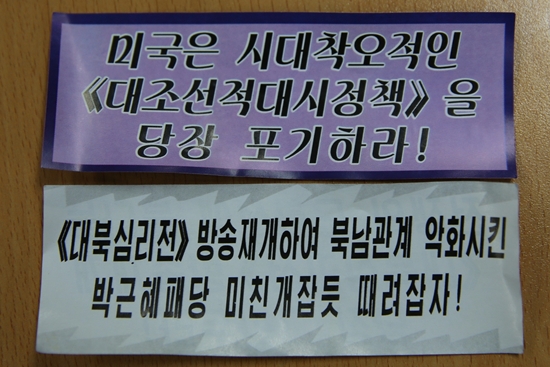 미국은 시대착오적인
《대조선적대시정책》을
당장 포기하라!
《대북심리전》 방송재개하여 북남관계 악화시킨
박근혜패당 미친개잡듯 때려잡자!